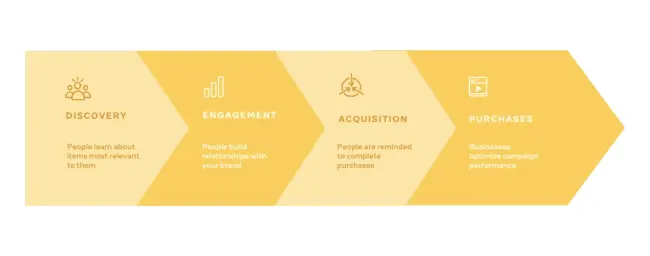 DISCOVERY
People learn about
items most relevant
to them
ENGAGEMENT
People build
relationships with
your brand
ACQUISITION
People are reminded
to complete
purchases
PURCHASES
Businesses
optimize campaign
performance